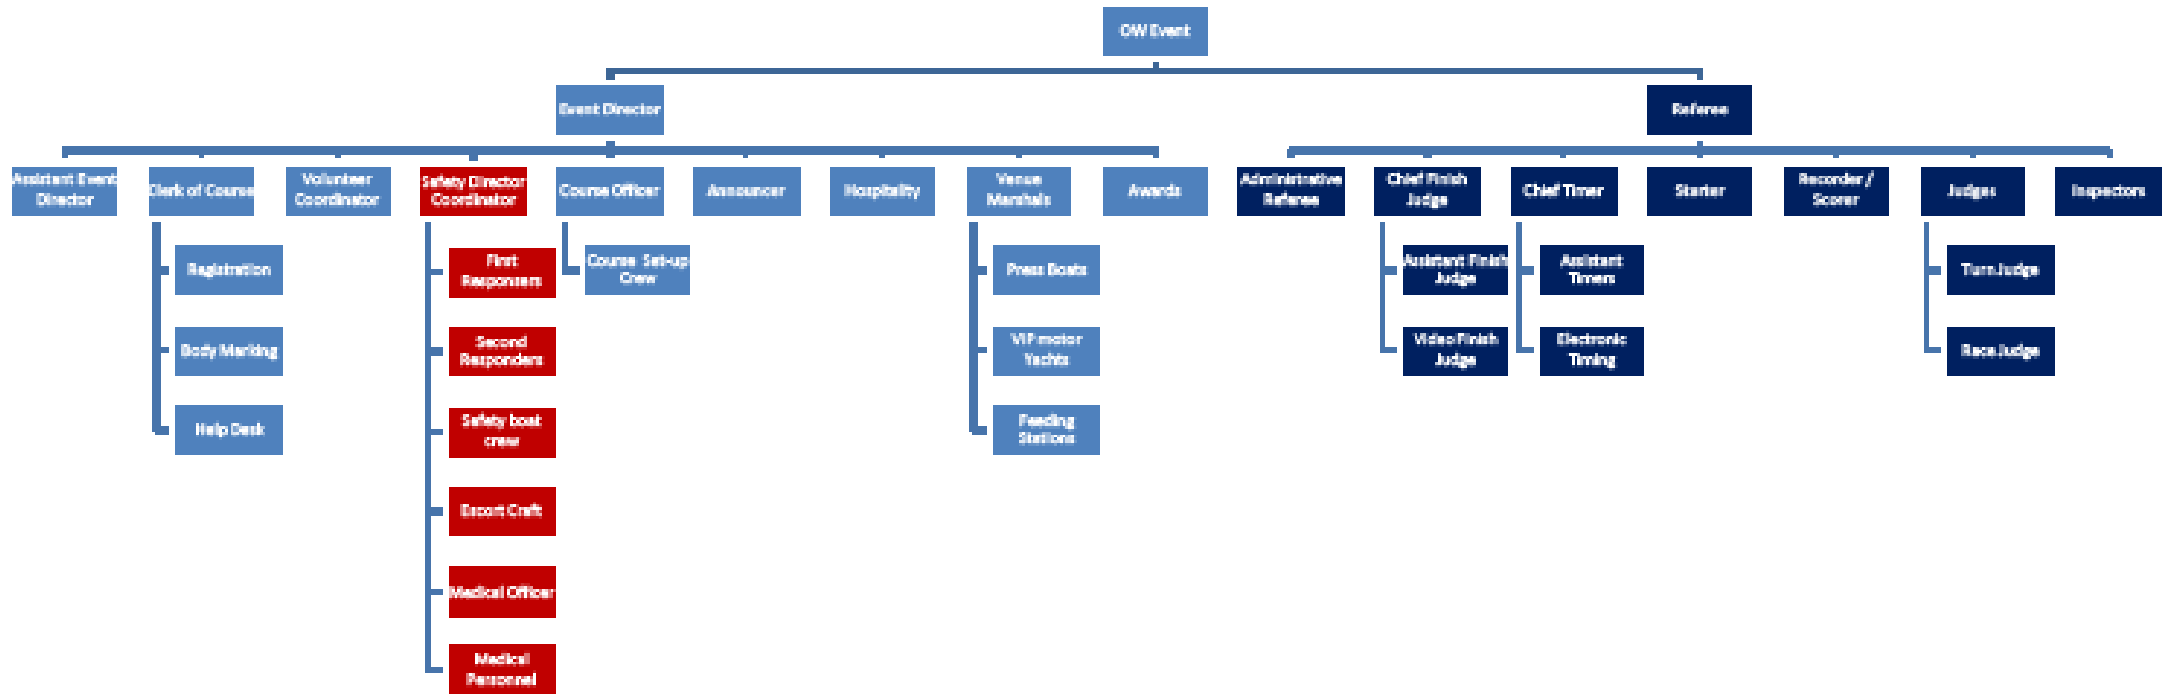 OW Event
Event Director
Referee
Assistant Event
Director
Clerk of Course
Volunteer
Coordinator
Safety Director
Coordinator
Course Officer
Announcer
Hospitality
Venue
Marshals
Awards
Administrative
Referee
Chief Finish
Judge
Chief Timer
Starter
Recorder /
Scorer
Judges
Inspectors
Registration
First
Responsers
Course Set-up
Crew
Press Boats
Assistant Finish
Judge
Assistant
Timers
Turn Judge
Body Marking
Second
Responders
VIP motor
Yachts
Video Finish
Judge
Electronic
Timing
Race Judge
Help Desk
Safety boat
crew
Feeding
Stations
Escort Craft
Medical Officer
Medical
Personnel